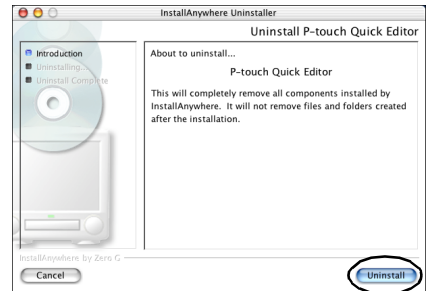 InstallAnywhere Uninstaller
Uninstall P-touch Quick Editor
Introduction
Uninstalling...
Uninstall Complete
About to uninstall...
P-touch Quick Editor
This will completely remove all components installed by
InstallAnywhere. It will not remove files and folders created
after the installation.
InstallAnywhere by Zero G
Cancel
Uninstall